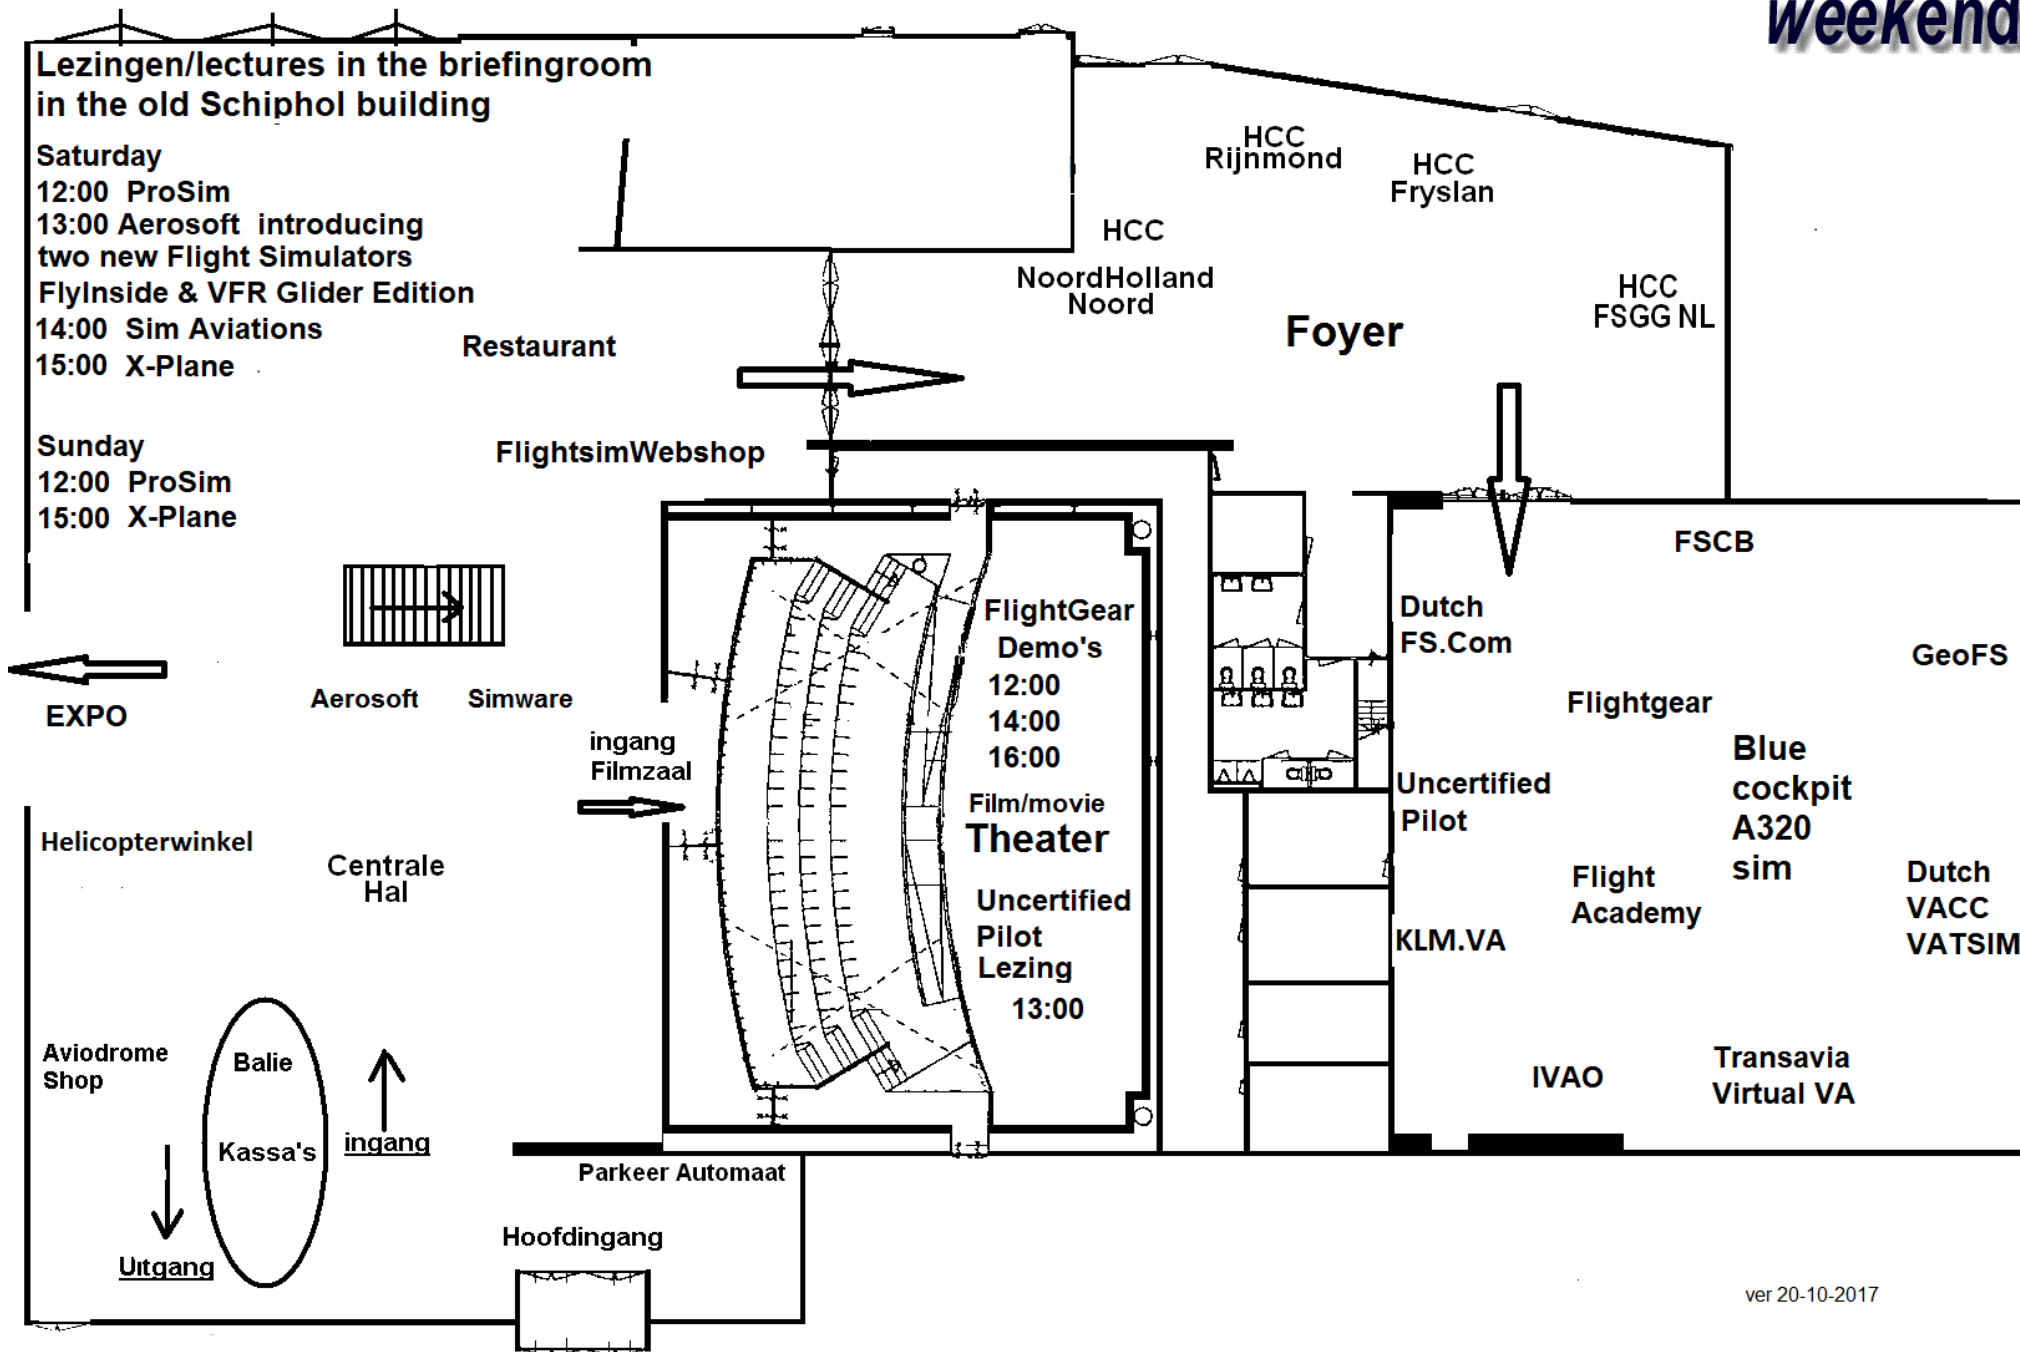 weekend
Lezingen/lectures in the briefingroom
in the old Schiphol building
Saturday
12:00 ProSim
13:00 Aerosoft introducing
two new Flight Simulators
FlyInside & VFR Glider Edition
14:00 Sim Aviations
15:00 X-Plane
Sunday
12:00 ProSim
15:00 X-Plane
Restaurant
FlightsimWebshop
HCC
Rijnmond
HCC
Fryslan
HCC
NoordHolland
Noord
HCC
FSGG NL
Foyer
EXPO
Aerosoft
Simware
ingang
Filmzaal
Helicopterwinkel
Centrale
Hal
Aviodrome
Shop
Balie
Kassa's
ingang
Uitgang
Parkeer Automaat
Hoofdingang
FlightGear
Demo's
12:00
14:00
16:00
Film/movie
Theater
Uncertified
Pilot
Lezing
13:00
FSCB
Dutch
FS.Com
GeoFS
Flightgear
Uncertified
Pilot
Blue
cockpit
A320
sim
Flight
Academy
Dutch
VACC
VATSIM
KLM.VA
IVAO
Transavia
Virtual VA
ver 20-10-2017